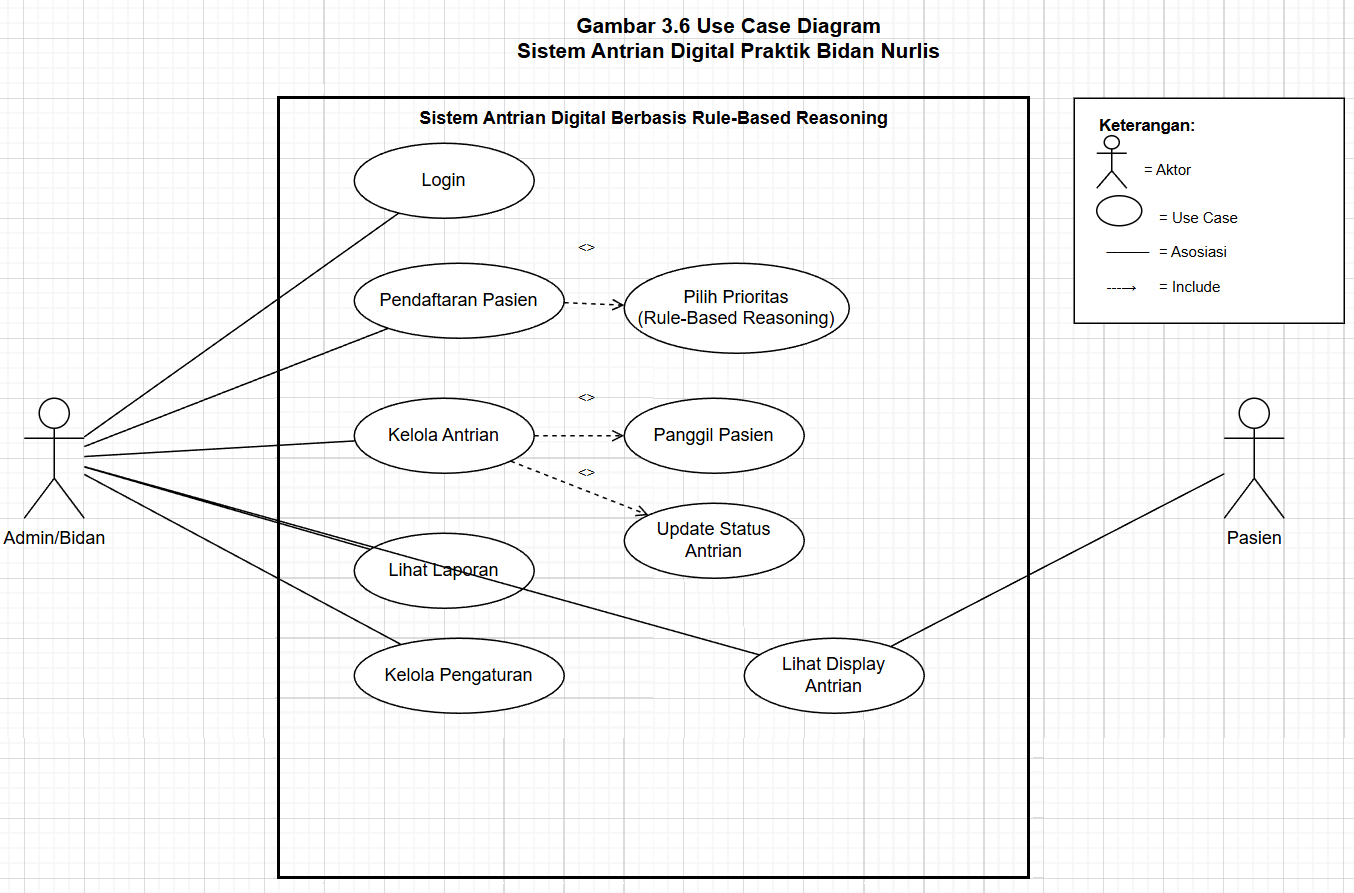 Gambar 3.6 Use Case Diagram
Sistem Antrian Digital Praktik Bidan Nurlis
Sistem Antrian Digital Berbasis Rule-Based Reasoning
Keterangan:
= Aktor
= Use Case
= Asosiasi
= Include
Login
<>
Pendaftaran Pasien
Pilih Prioritas
(Rule-Based Reasoning)
<>
Kelola Antrian
Panggil Pasien
<>
Update Status
Antrian
Admin/Bidan
Pasien
Lihat Laporan
Kelola Pengaturan
Lihat Display
Antrian